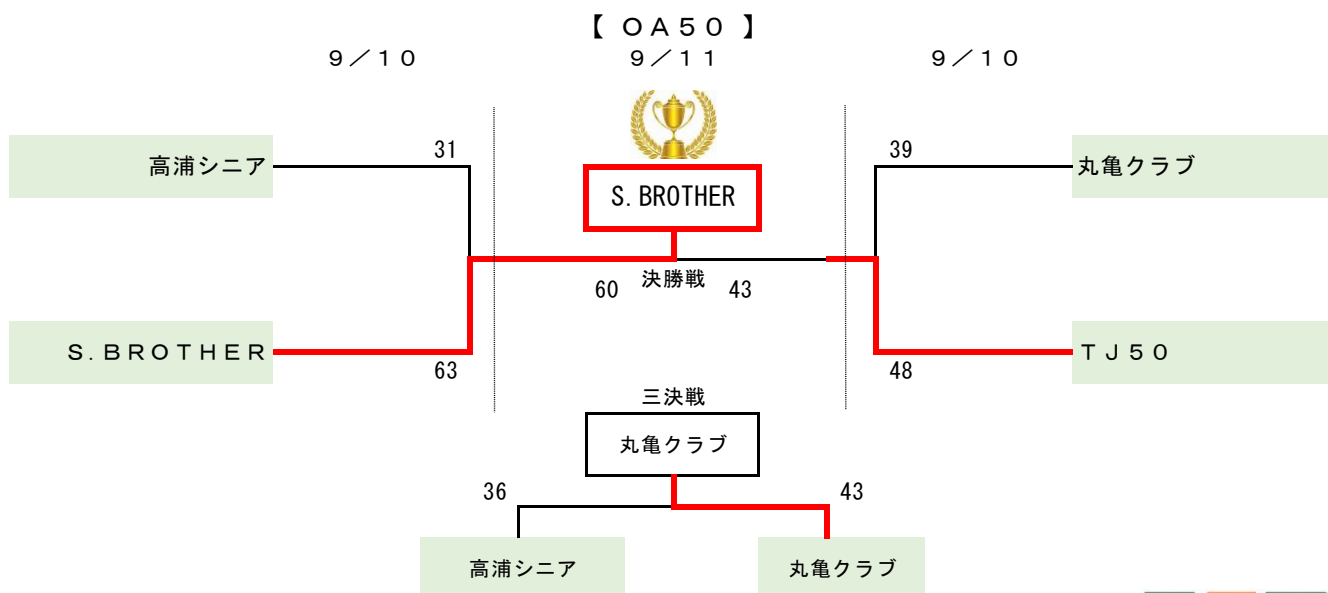 【 ＯＡ５０ 】
９／１０
９／１１
９／１０
高浦シニア
31
39
丸亀クラブ
S. BROTHER
60
決勝戦
43
Ｓ.ＢＲＯＴＨＥＲ
63
48
ＴＪ５０
三決戦
丸亀クラブ
36
43
高浦シニア
丸亀クラブ